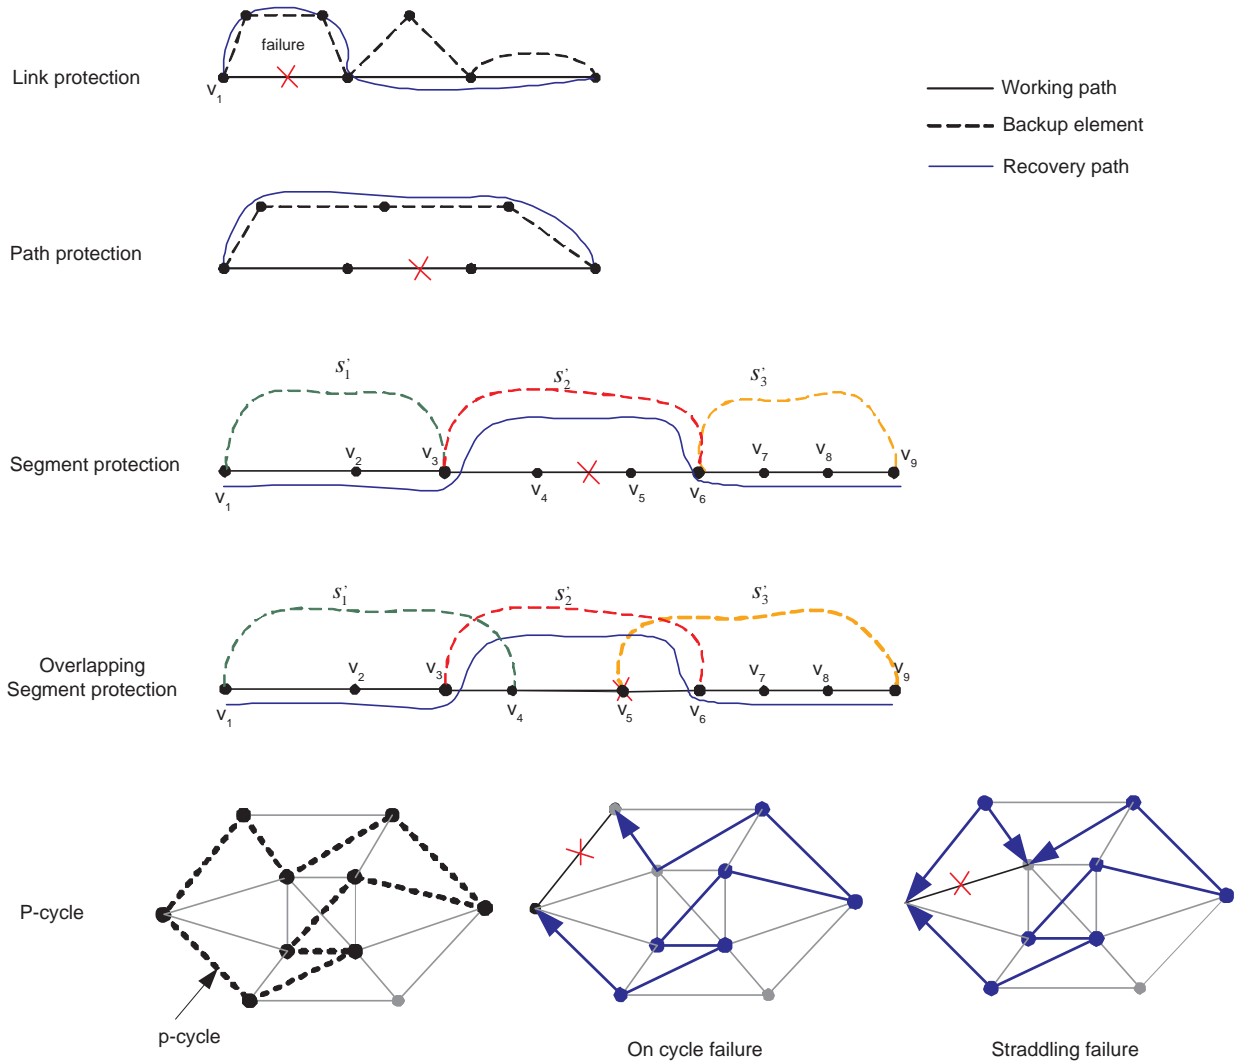 failure
Link protection
v1
Working path
Backup element
Recovery path
Path protection
s'1
s'2
s'3
Segment protection
v2
v3
v7
v8
v9
v1
v4
v5
v6
s'1
s'2
s'3
Overlapping
Segment protection
v2
v3
v7
v8
v9
v1
v4
v5
v6
P-cycle
p-cycle
On cycle failure
Straddling failure